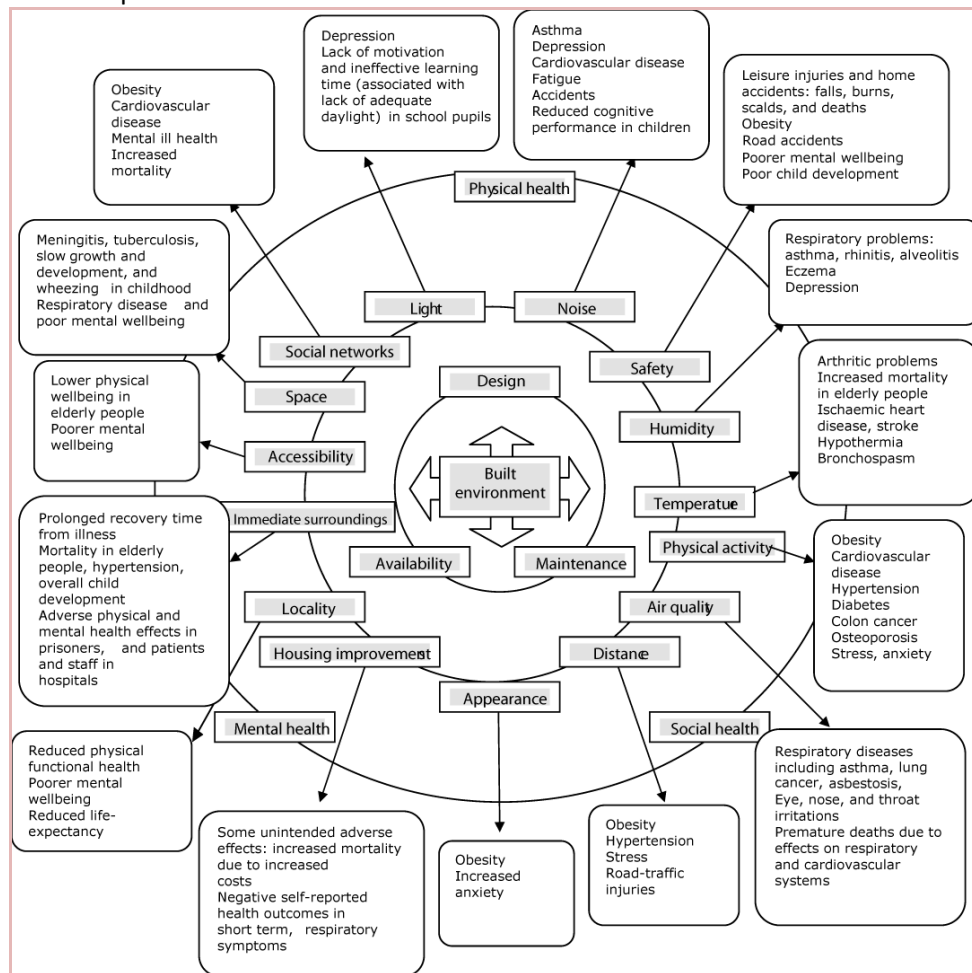 Depression
Lack of motivation
and ineffective learning
time (associated with
lack of adequate
daylight) in school pupils
Asthma
Depression
Cardiovascular disease
Fatigue
Accidents
Reduced cognitive
performance in children
Leisure injuries and home
accidents: falls, burns,
scalds, and deaths
Obesity
Road accidents
Poorer mental wellbeing
Poor child development
Obesity
Cardiovascular
disease
Mental ill health
Increased
mortality
Physical health
Meningitis, tuberculosis,
slow growth and
development, and
wheezing in childhood
Respiratory disease and
poor mental wellbeing
Respiratory problems:
asthma, rhinitis, alveolitis
Eczema
Depression
Light
Noise
Social networks
Safety
Space
Design
Humidity
Lower physical
wellbeing in
elderly people
Poorer mental
wellbeing
Accessibility
Arthritic problems
Increased mortality
in elderly people
Ischaemic heart
disease, stroke
Hypothermia
Bronchospasm
Built
environment
Immediate surroundings
Temperature
Physical activity
Prolonged recovery time
from illness
Mortality in elderly
people, hypertension,
overall child
development
Adverse physical and
mental health effects in
prisoners, and patients
and staff in
hospitals
Availability
Maintenance
Obesity
Cardiovascular
disease
Hypertension
Diabetes
Colon cancer
Osteoporosis
Stress, anxiety
Locality
Air quality
Housing improvements
Distance
Appearance
Mental health
Social health
Reduced physical
functional health
Poorer mental
wellbeing
Reduced life-
expectancy
Some unintended adverse
effects: increased mortality
due to increased
costs
Negative self-reported
health outcomes in
short term, respiratory
symptoms
Obesity
Increased
anxiety
Obesity
Hypertension
Stress
Road-traffic
injuries
Respiratory diseases
including asthma, lung
cancer, asbestosis,
Eye, nose, and throat
irritations
Premature deaths due to
effects on respiratory
and cardiovascular
systems